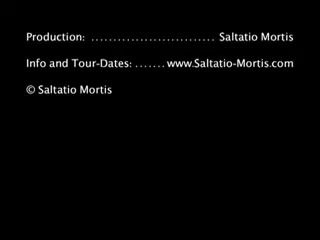 Production: ............................ Saltatio Mortis
Info and Tour-Dates: ....... www.Saltatio-Mortis.com
© Saltatio Mortis